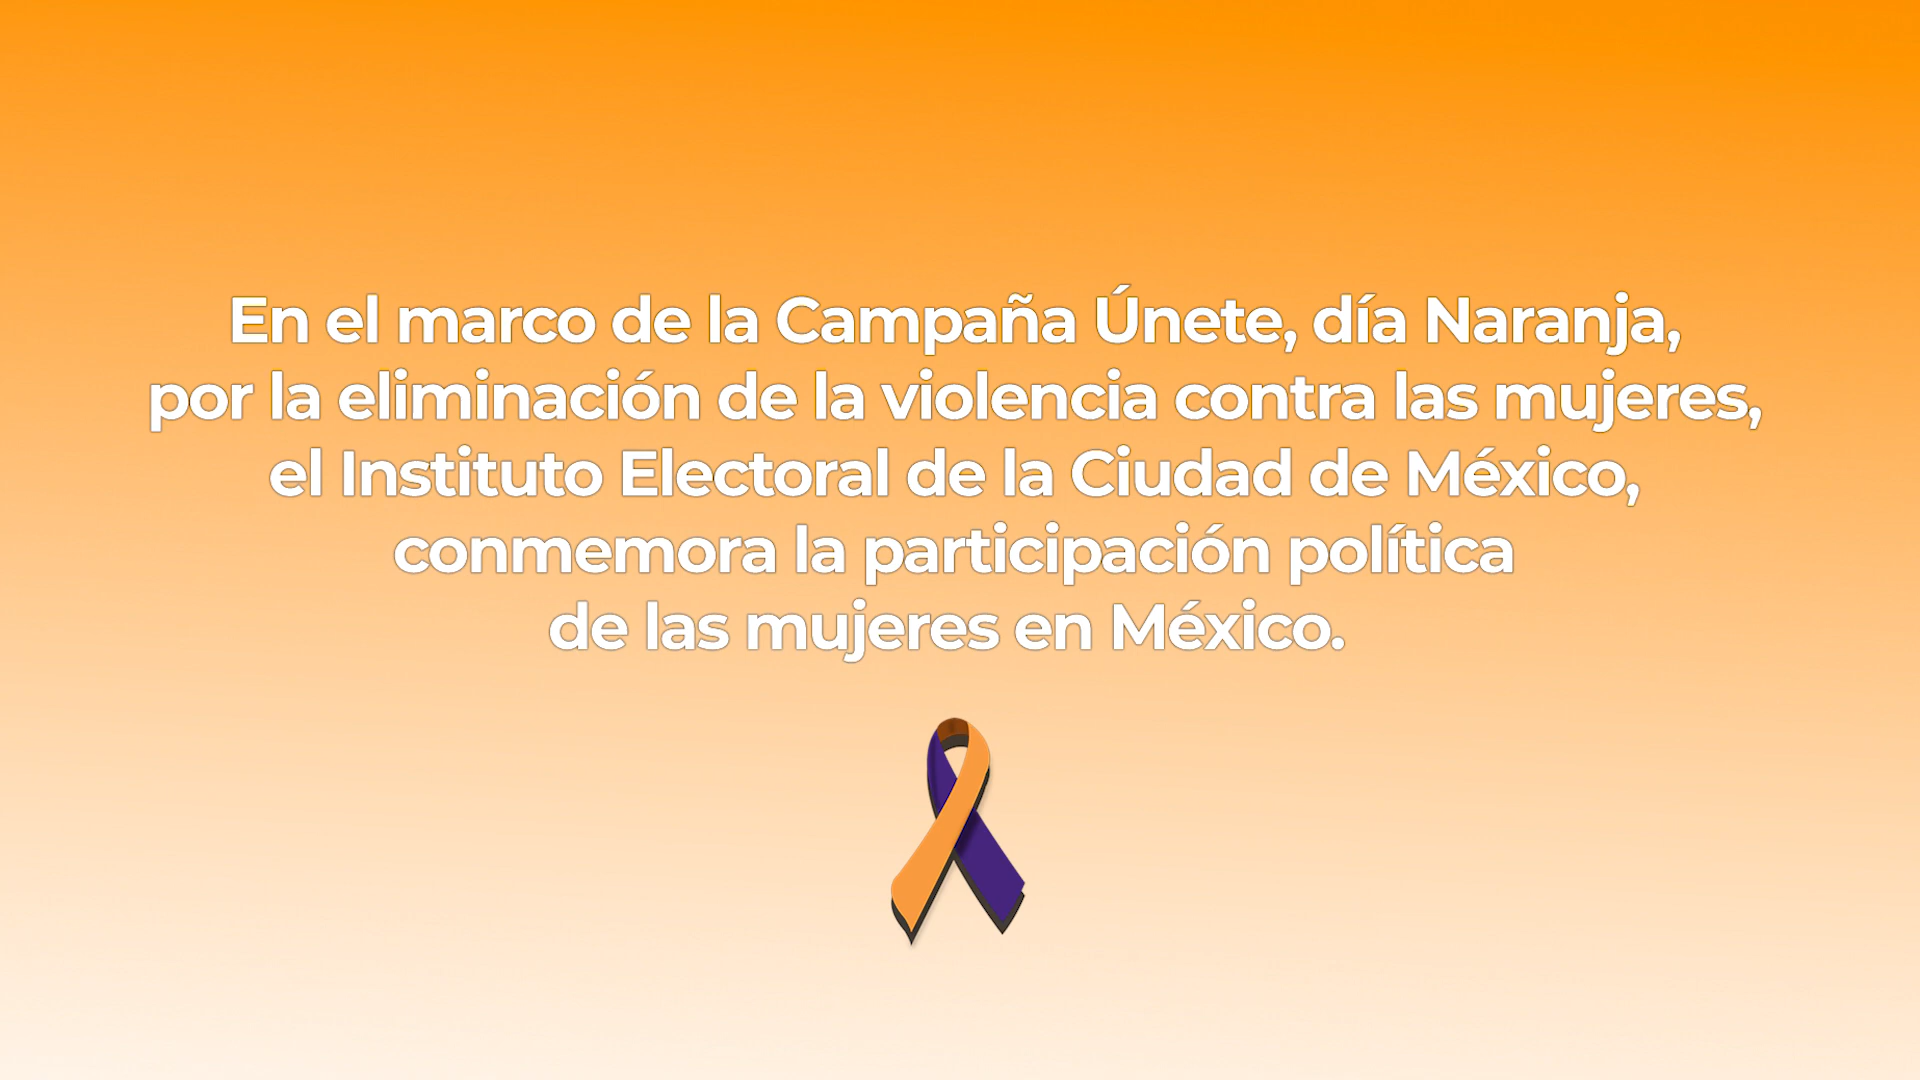 En el marco de la Campaña Únete, día Naranja,
por la eliminación de la violencia contra las mujeres,
el Instituto Electoral de la Ciudad de México,
conmemora la participación política
de las mujeres en México.